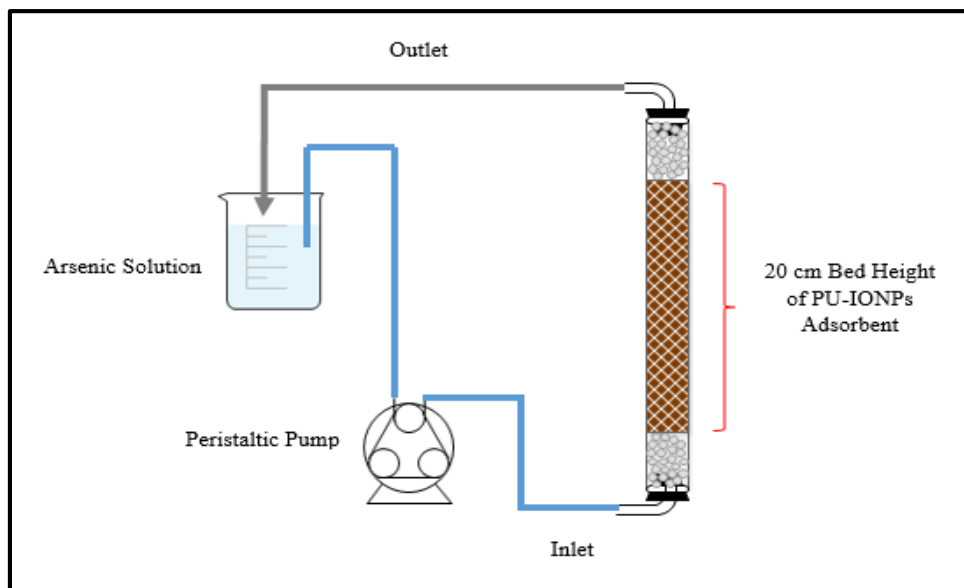 Outlet
Arsenic Solution
20 cm Bed Height
of PU-IONPs
Adsorbent
Peristaltic Pump
Inlet